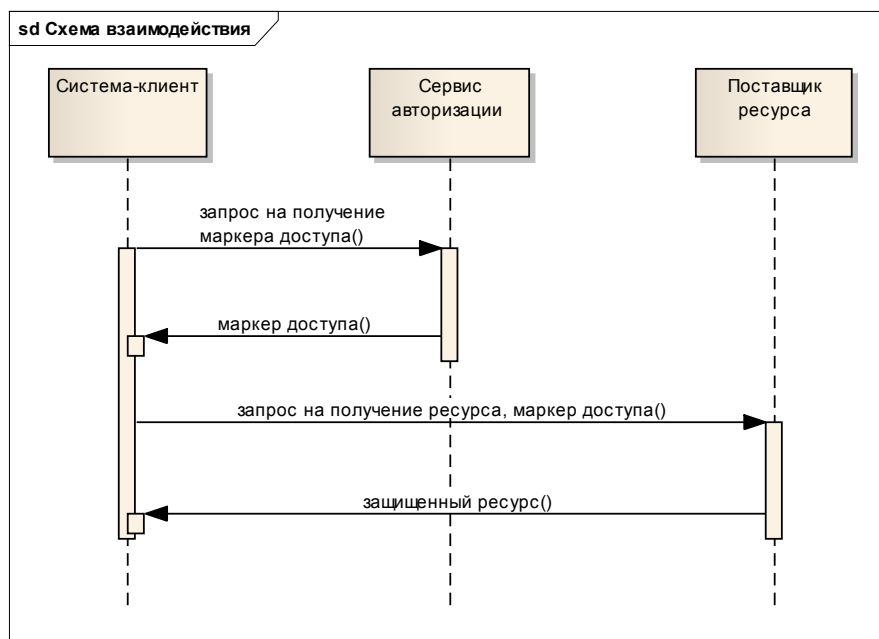 sd Схема взаимодействия
Система-клиент
Сервис
авторизации
Поставщик
ресурса
запрос на получение
маркера доступа()
маркер доступа()
запрос на получение ресурса, маркер доступа()
защищенный ресурс()